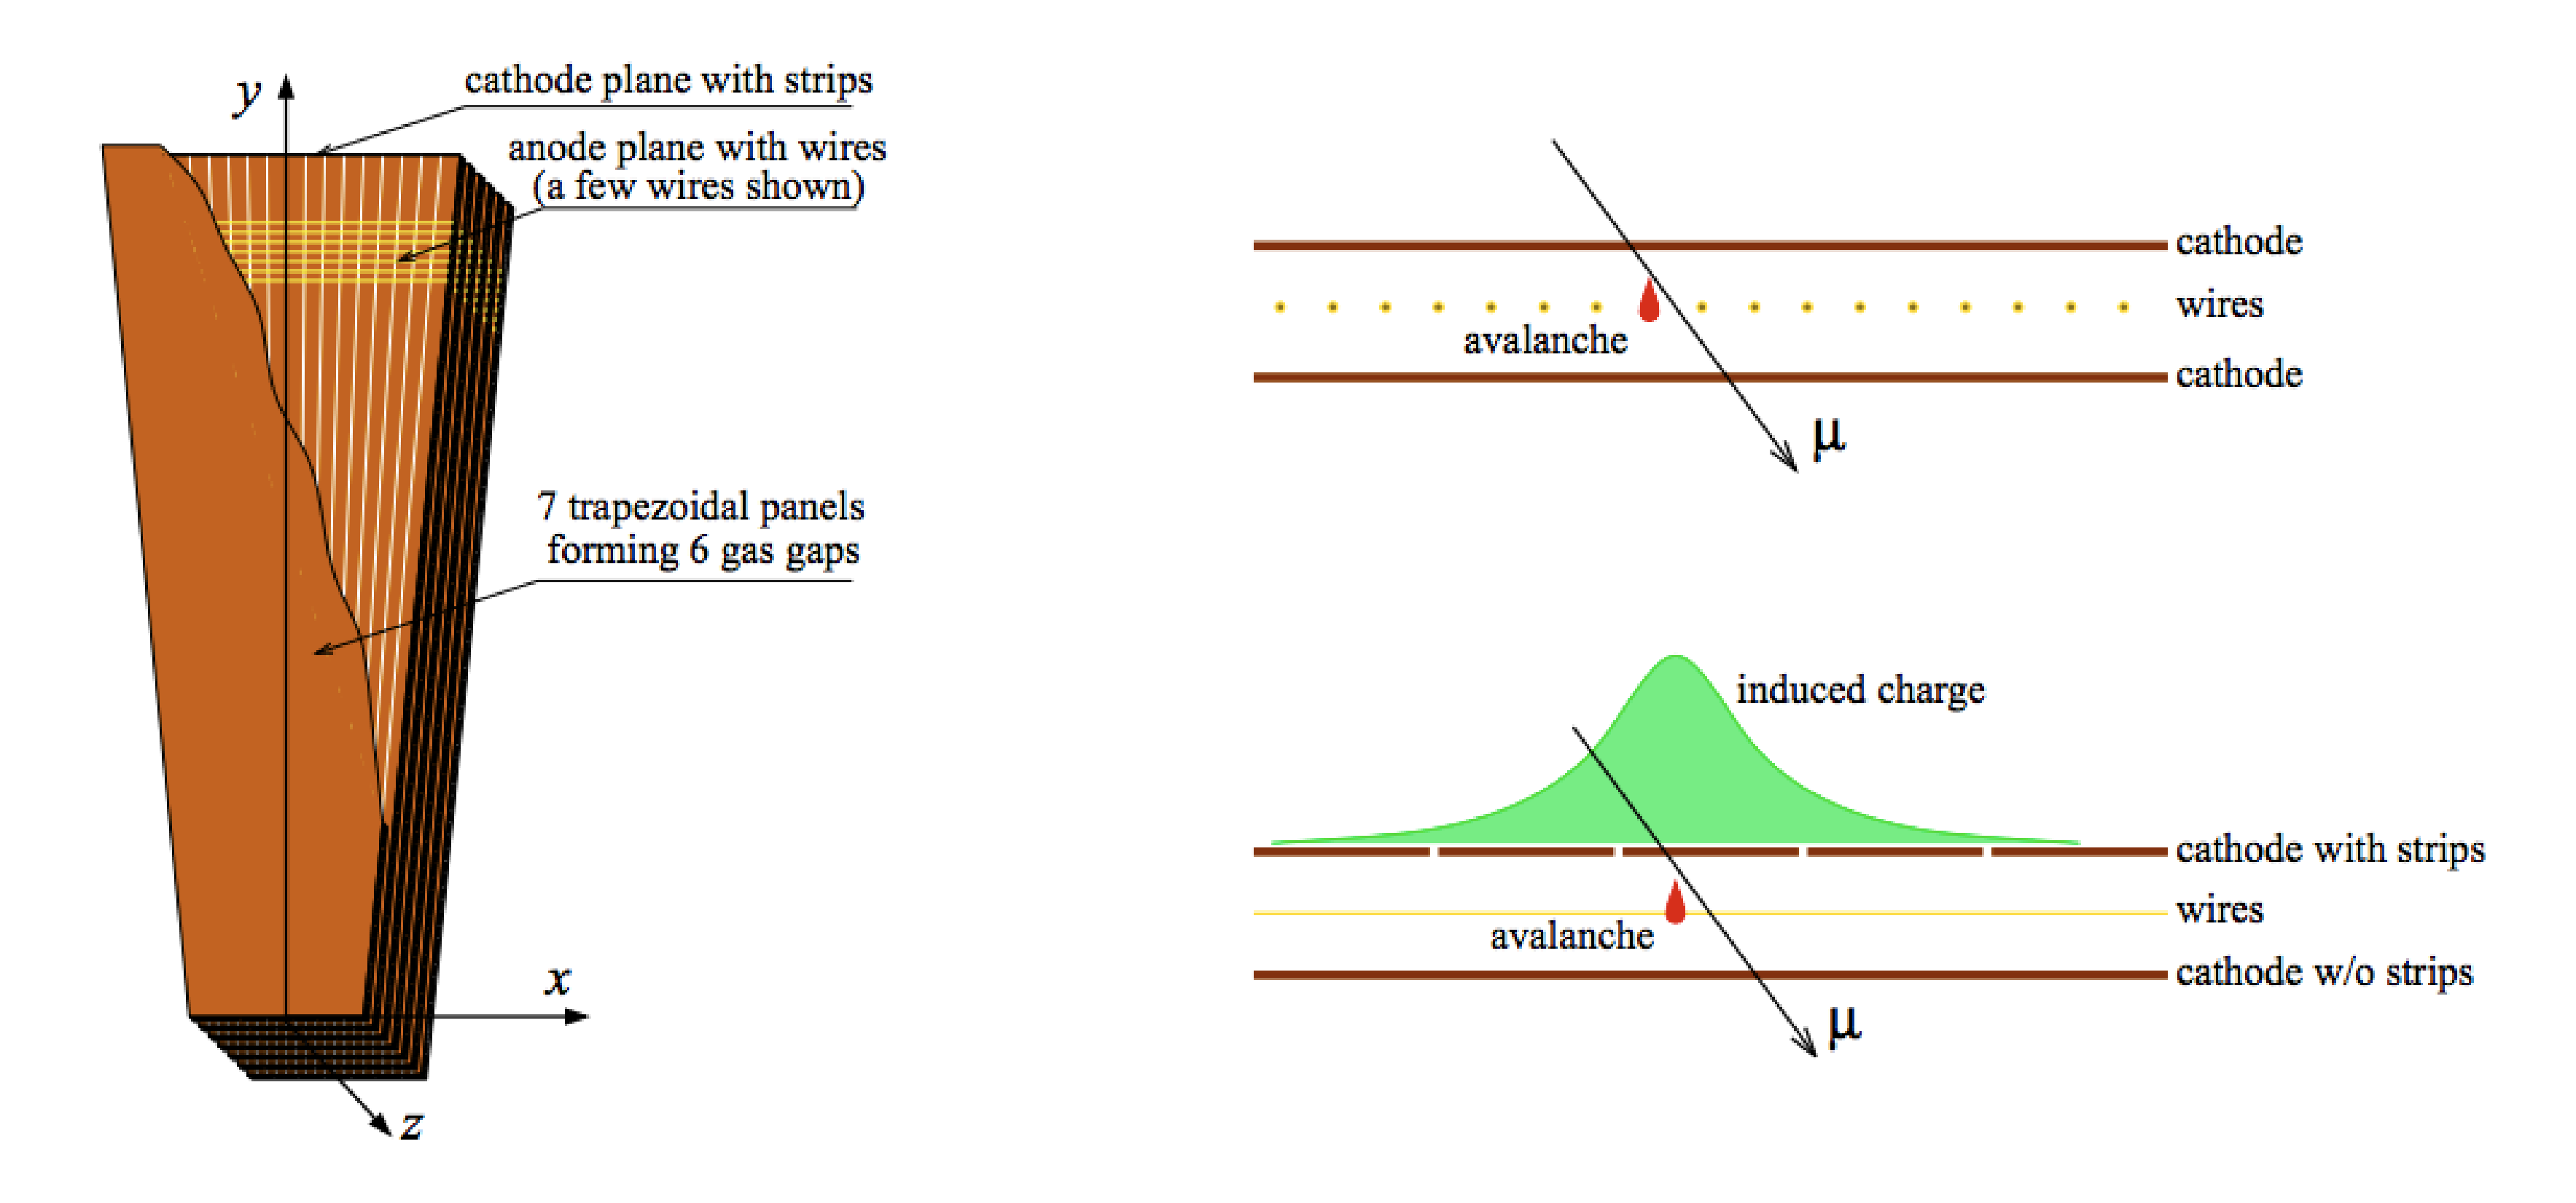 y
cathode plane with strips
anode plane with wires
(a few wires shown)
7 trapezoidal panels
forming 6 gas gaps
x
z
cathode
wires
avalanche
cathode
μ
induced charge
cathode with strips
wires
avalanche
cathode w/o strips
μ